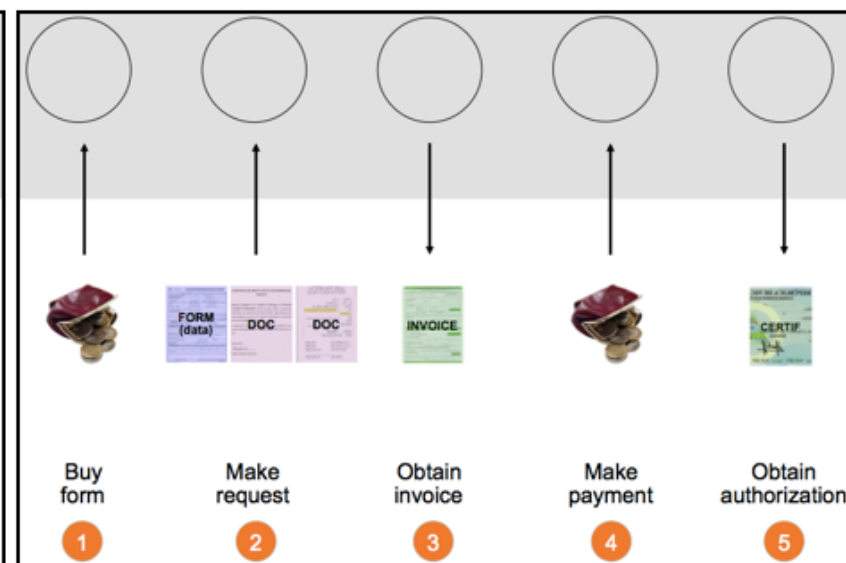 FORM
(data)
DOC
DOC
INVOICE
CERTIF
Buy
form
Make
request
Obtain
invoice
Make
payment
Obtain
authorization
1
2
3
4
5